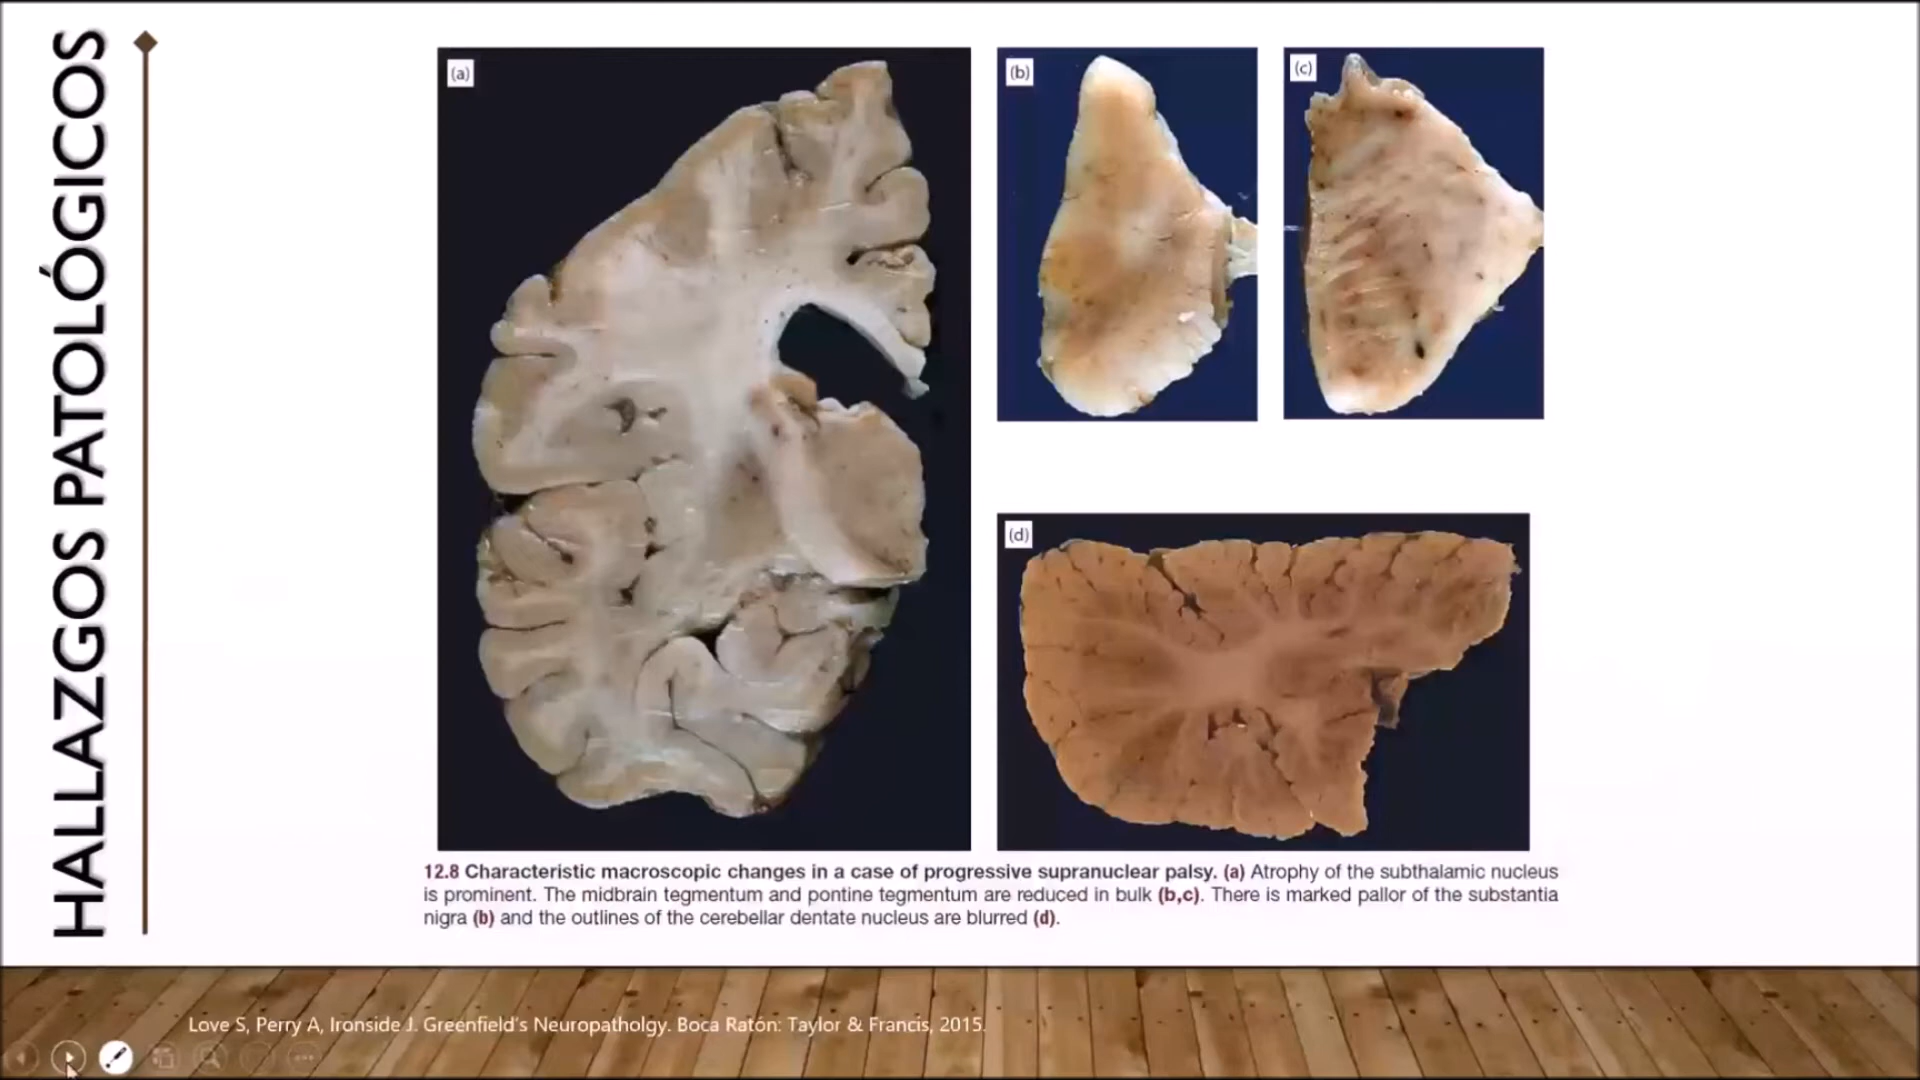 HALLAZGOS PATOLÓGICOS
(a)
(b)
(c)
(d)
12.8 Characteristic macroscopic changes in a case of progressive supranuclear palsy. (a) Atrophy of the subthalamic nucleus
is prominent. The midbrain tegmentum and pontine tegmentum are reduced in bulk (b,c). There is marked pallor of the substantia
nigra (b) and the outlines of the cerebellar dentate nucleus are blurred (d).
Love S, Perry A, Ironside J. Greenfield's Neuropatholgy. Boca Ratón: Taylor & Francis, 2015.